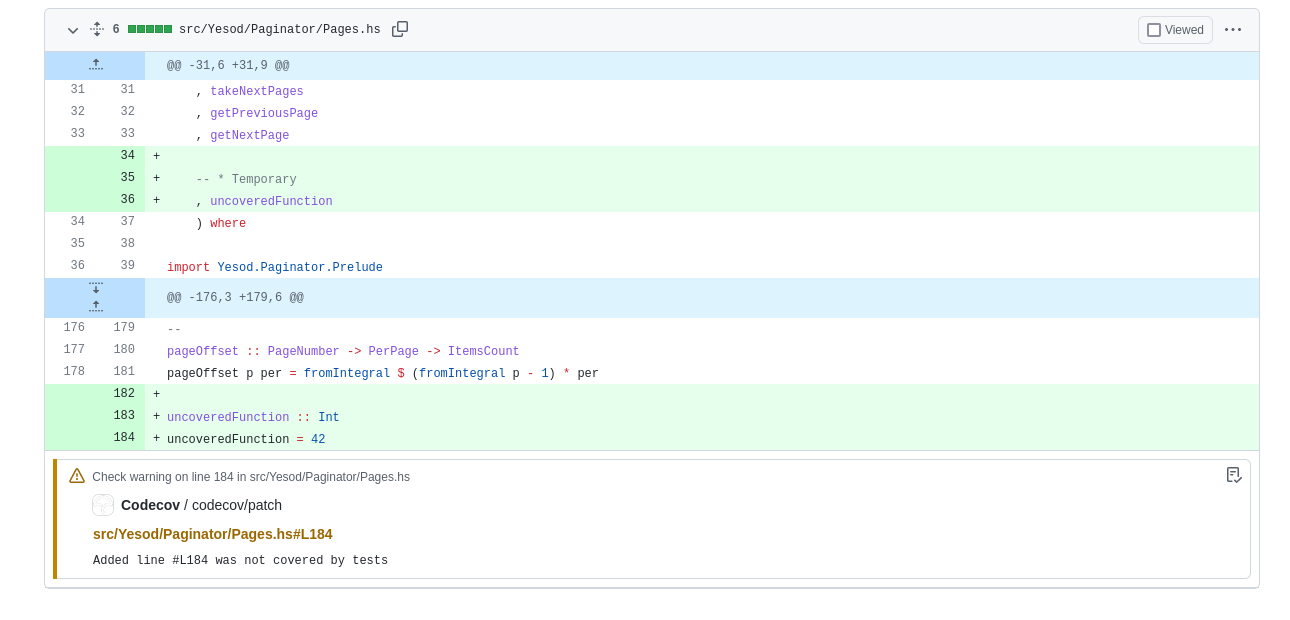 6 src/Yesod/Paginator/Pages.hs Viewed
@@ -31,6 +31,9 @@
31 31 , takeNextPages
32 32 , getPreviousPage
33 33 , getNextPage
34 +
35 + -- * Temporary
36 + , uncoveredFunction
34 37 ) where
35 38
36 39 import Yesod.Paginator.Prelude
@@ -176,3 +179,6 @@
176 179 --
177 180 pageOffset :: PageNumber -> PerPage -> ItemsCount
178 181 pageOffset p per = fromIntegral $ (fromIntegral p - 1) * per
182 +
183 + uncoveredFunction :: Int
184 + uncoveredFunction = 42
Check warning on line 184 in src/Yesod/Paginator/Pages.hs
Codecov / codecov/patch
src/Yesod/Paginator/Pages.hs#L184
Added line #L184 was not covered by tests